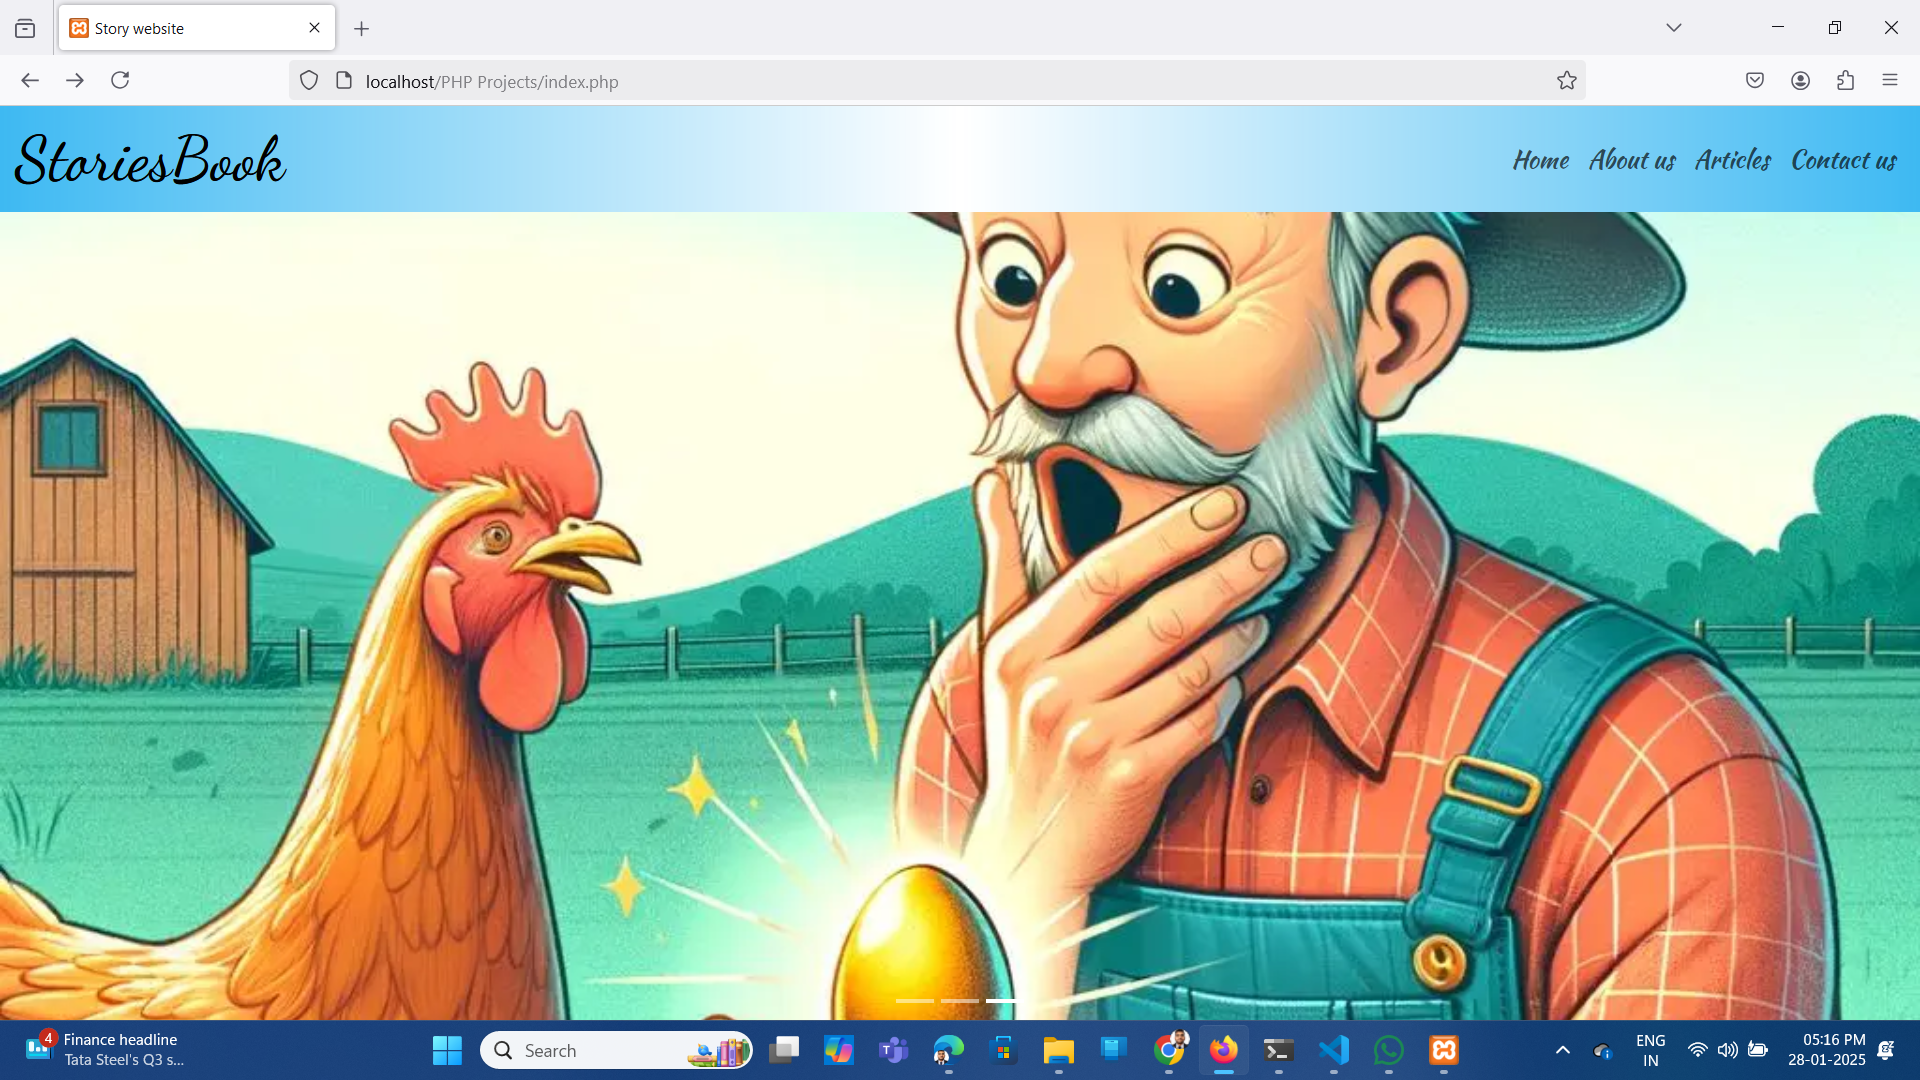 Story website
localhost/PHP Projects/index.php
StoriesBook
Home About us Articles Contact us
4
Finance headline
Tata Steel's Q3 s...
Search
ENG
IN
05:16 PM
28-01-2025